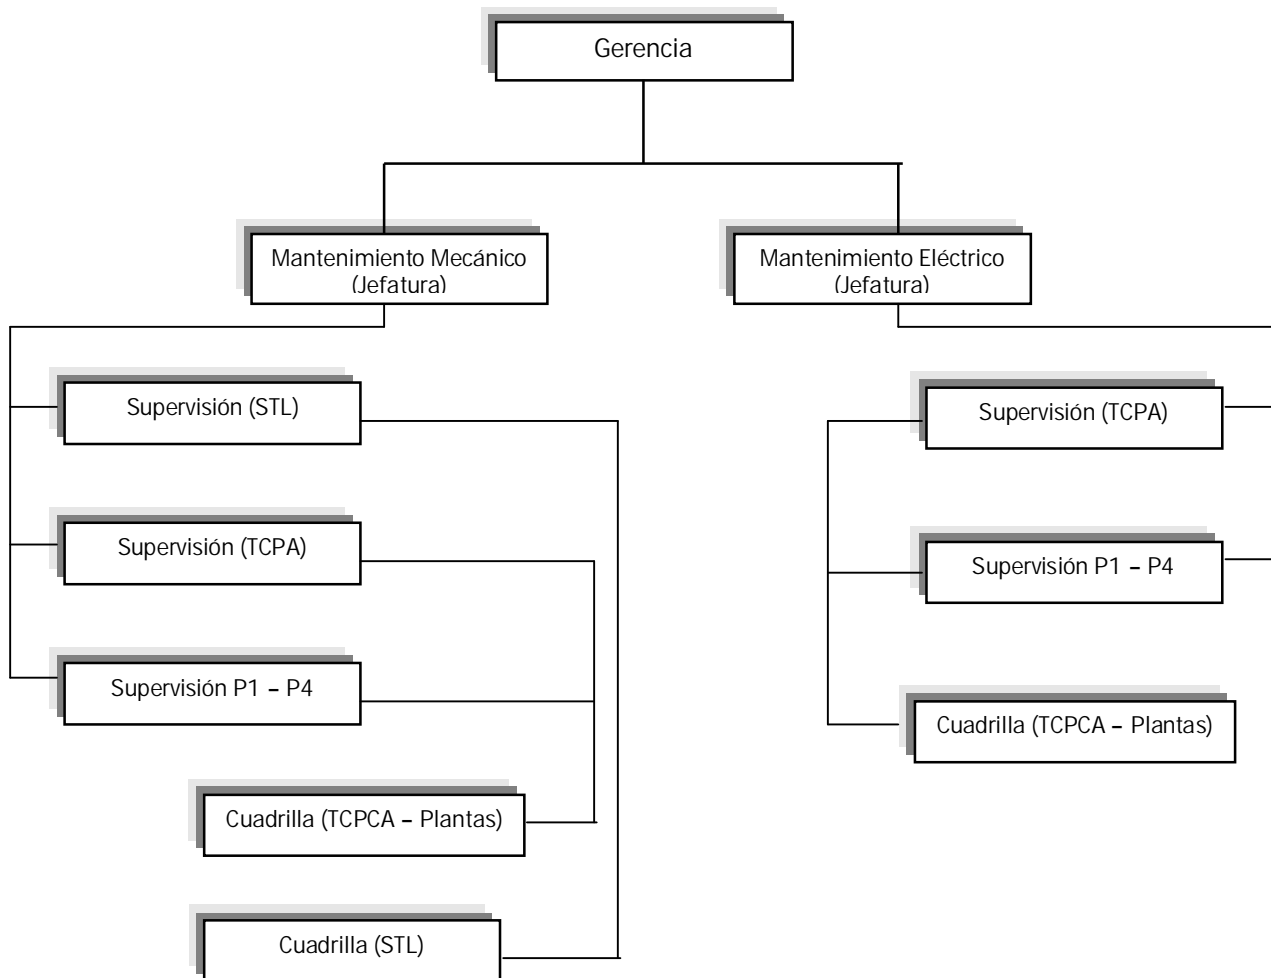 Gerencia
Mantenimiento Mecánico
(Jefatura)
Mantenimiento Eléctrico
(Jefatura)
Supervisión (STL)
Supervisión (TCPA)
Supervisión (TCPA)
Supervisión P1 – P4
Supervisión P1 – P4
Cuadrilla (TCPCA – Plantas)
Cuadrilla (TCPCA – Plantas)
Cuadrilla (STL)